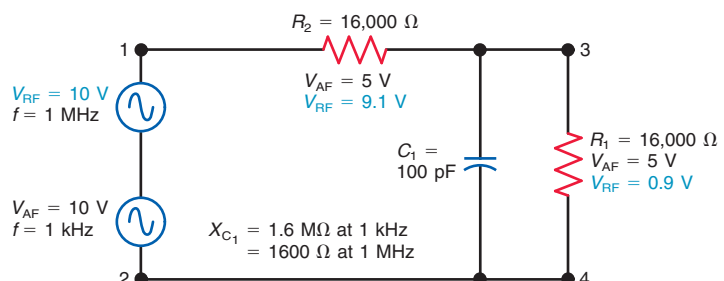 R2 = 16,000 Ω
1
3
VRF = 10 V
f = 1 MHz
VAF = 5 V
VRF = 9.1 V
C1 =
100 pF
R1 = 16,000 Ω
VAF = 5 V
VRF = 0.9 V
VAF = 10 V
f = 1 kHz
XC1 = 1.6 MΩ at 1 kHz
= 1600 Ω at 1 MHz
2
4